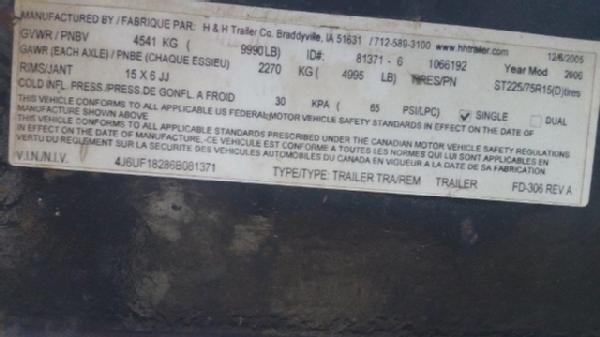 MANUFACTURED BY / FABRIQUE PAR: H & H Trailer Co. Braddyville, IA 51631 / 712-589-3100 www.hhtrailer.com 12/6/2005
GVWR / PNBV 4541 KG ( 9990 LB) ID#: 81371 - 6 1066192 Year Mod 2006
GAWR (EACH AXLE) / PNBE (CHAQUE ESSIEU) 2270 KG ( 4995 LB) TIRES/PN ST225/75R15(D)tires
RIMS/JANT 15 X 6 JJ
COLD INFL. PRESS./PRESS.DE GONFL. A FROID 30 KPA ( 65 PSI/LPC) SINGLE DUAL
THIS VEHICLE CONFORMS TO ALL APPLICABLE US FEDERAL MOTOR VEHICLE SAFETY STANDARDS IN EFFECT ON THE DATE OF
MANUFACTURE SHOWN ABOVE
THIS VEHICLE CONFORMS TO ALL APPLICABLE STANDARDS PRESCRIBED UNDER THE CANADIAN MOTOR VEHICLE SAFETY REGULATIONS
IN EFFECT ON THE DATE OF MANUFACTURE.-CE VEHICULE EST CONFORME A TOUTES LES NORMES QUI LUI SONT APPLICABLES EN
VERTU DU REGLEMENT SUR LA SECURITE DES VEHICULES AUTOMOBILES DU CANADA EN VIGUEUR A LA DATE DE SA FABRICATION
V.I.N./N.I.V. 4J6UF18286B081371 TYPE/TYPE: TRAILER TRA/REM TRAILER FD-306 REV A